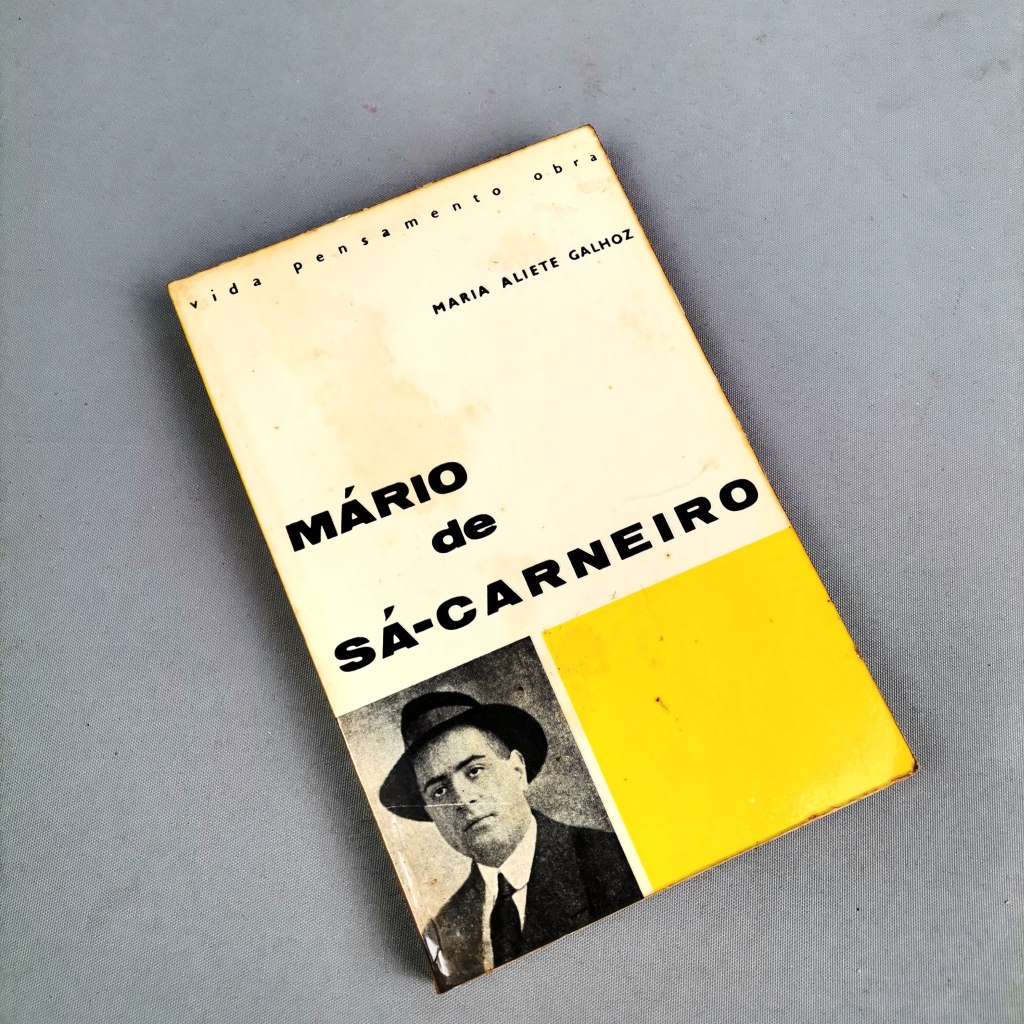 vida pensamento obra
MARIA ALIETE GALHOZ
MÁRIO
de
SÁ-CARNEIRO